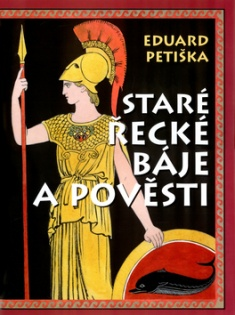 EDUARD
PETIŠKA
STARÉ
ŘECKÉ
BÁJE
A POVĚSTI